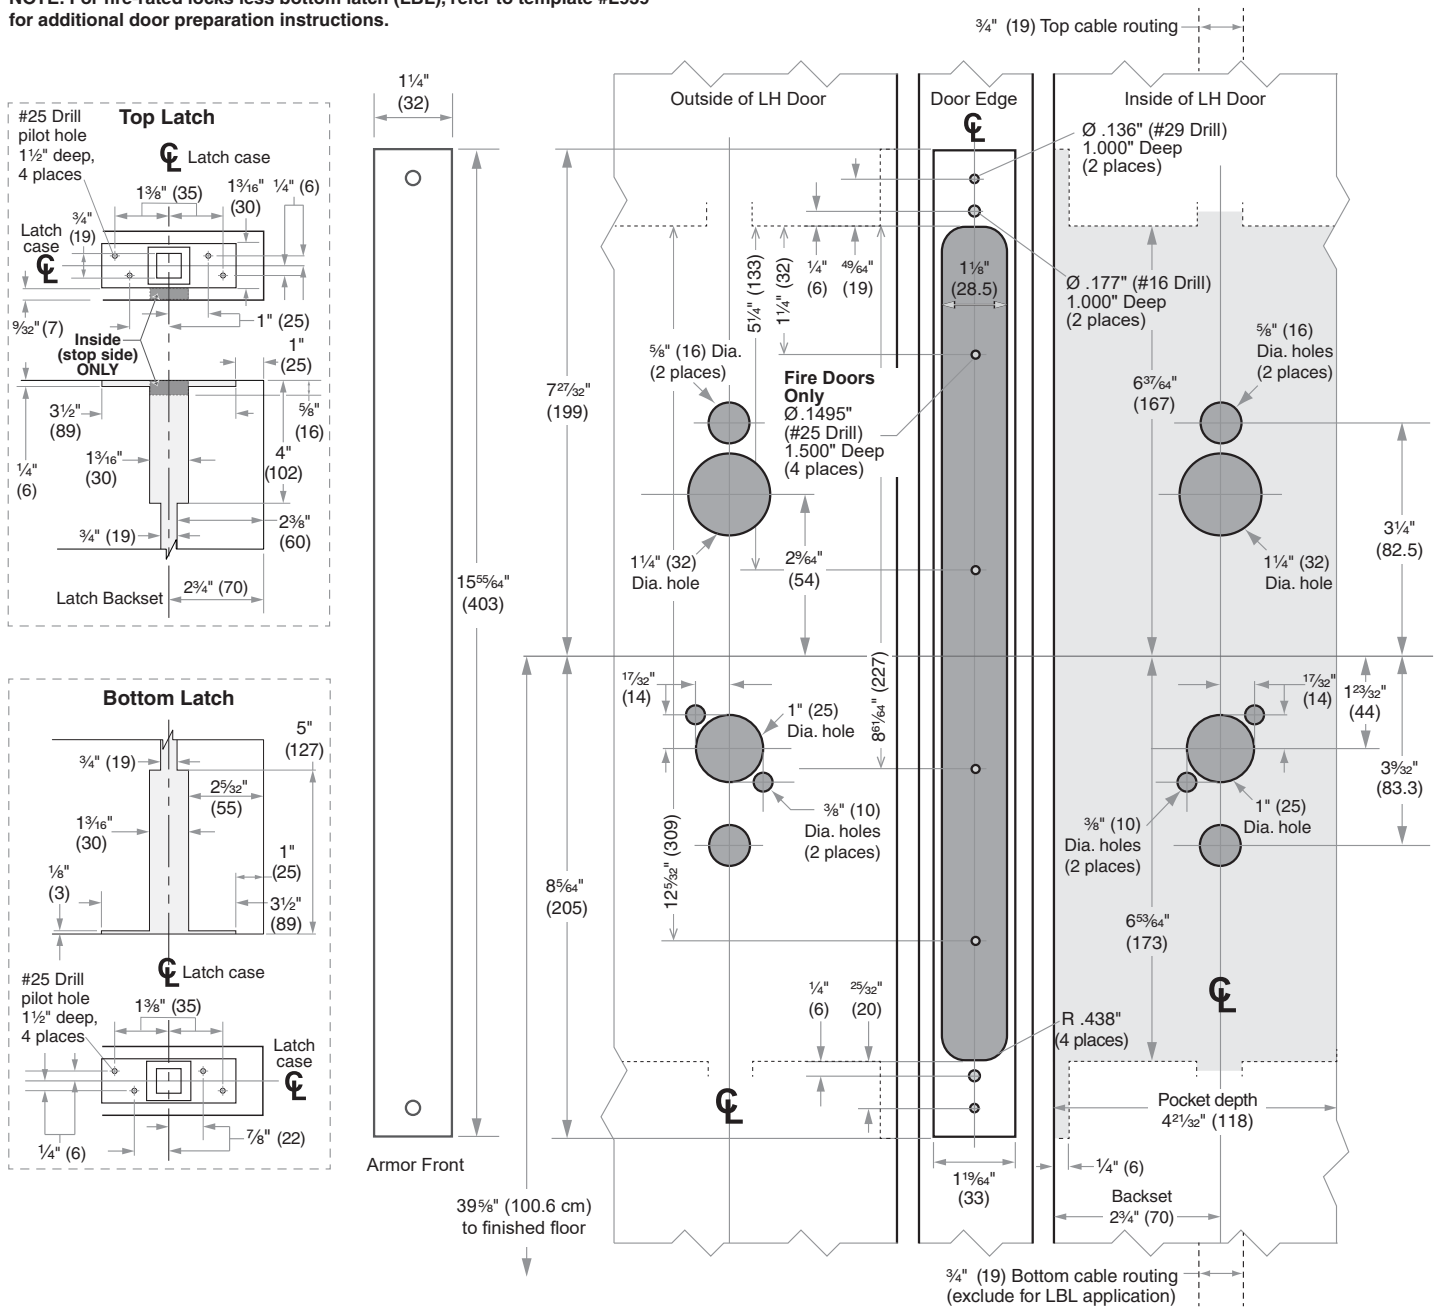 for additional door preparation instructions.
¾" (19) Top cable routing
Top Latch
#25 Drill
pilot hole
1½" deep,
4 places
℄ Latch case
1⅜" (35)
1³⁄₁₆"
(30)
¼" (6)
¾"
(19)
Latch
case
℄
⁹⁄₃₂" (7)
Inside
(stop side)
ONLY
1" (25)
1"
(25)
3½"
(89)
⅝"
(16)
¼"
(6)
1³⁄₁₆"
(30)
4"
(102)
¾" (19)
2⅜"
(60)
Latch Backset
2¾" (70)
Bottom Latch
5"
(127)
¾" (19)
2⁵⁄₃₂"
(55)
1³⁄₁₆"
(30)
⅛"
(3)
1"
(25)
3½"
(89)
℄ Latch case
#25 Drill
pilot hole
1½" deep,
4 places
1⅜" (35)
Latch
case
℄
¼" (6)
⅞" (22)
1¼"
(32)
15⁵⁵⁄₆₄"
(403)
Armor Front
Outside of LH Door
7²⁷⁄₃₂"
(199)
5¼" (133)
1¼" (32)
¼"
(6)
⁴⁹⁄₆₄"
(19)
⅝" (16) Dia.
(2 places)
Fire Doors
Only
Ø .1495"
(#25 Drill)
1.500" Deep
(4 places)
1¼" (32)
Dia. hole
2⁹⁄₆₄"
(54)
¹⁷⁄₃₂"
(14)
1" (25)
Dia. hole
8⁶¹⁄₆₄" (227)
⅜" (10)
Dia. holes
(2 places)
12⁵⁄₃₂" (309)
8⁵⁄₆₄"
(205)
¼"
(6)
²⁵⁄₃₂"
(20)
℄
39⅝" (100.6 cm)
to finished floor
Door Edge
℄
1⅛"
(28.5)
1¹⁹⁄₆₄"
(33)
Inside of LH Door
Ø .136" (#29 Drill)
1.000" Deep
(2 places)
Ø .177" (#16 Drill)
1.000" Deep
(2 places)
⅝" (16)
Dia. holes
(2 places)
6³⁷⁄₆₄"
(167)
1¼" (32)
Dia. hole
3¼"
(82.5)
¹⁷⁄₃₂"
(14)
1²³⁄₃₂"
(44)
3⁹⁄₃₂"
(83.3)
⅜" (10)
Dia. holes
(2 places)
1" (25)
Dia. hole
6⁵³⁄₆₄"
(173)
℄
R .438"
(4 places)
Pocket depth
4²¹⁄₃₂" (118)
¼" (6)
Backset
2¾" (70)
¾" (19) Bottom cable routing
(exclude for LBL application)